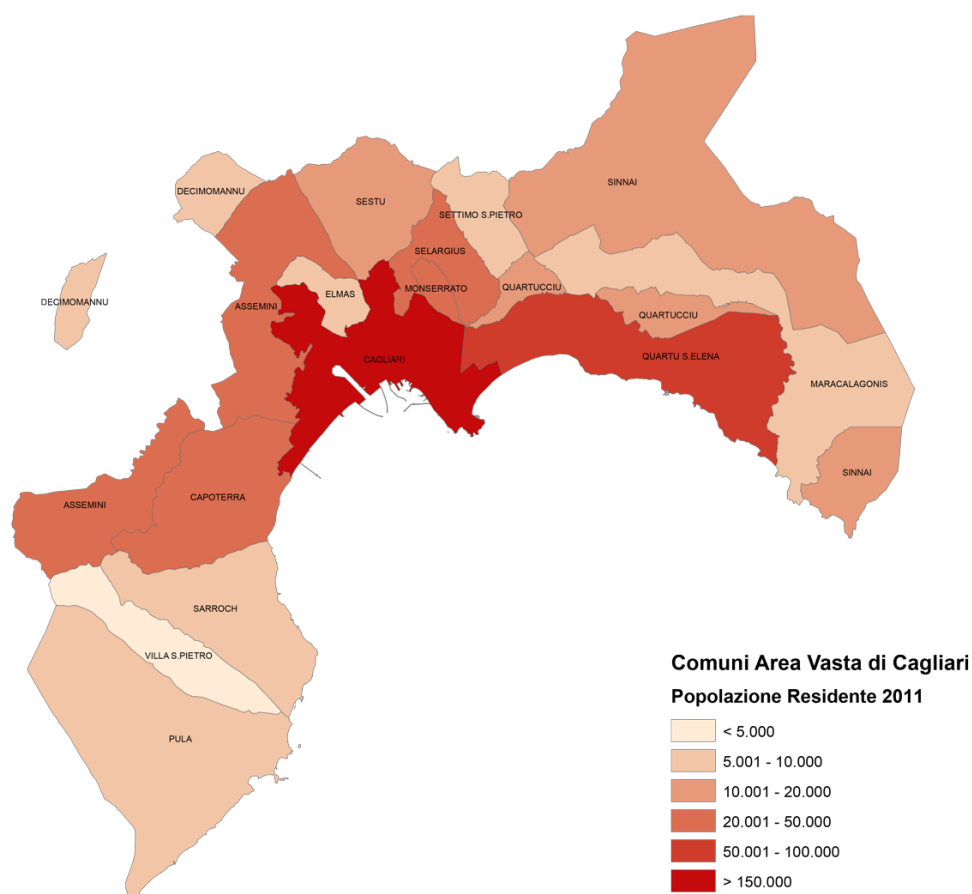 DECIMOMANNU
SINNAI
SESTU
SETTIMO S.PIETRO
SELARGIUS
DECIMOMANNU
ELMAS
MONSERRATO
QUARTUCCIU
ASSEMINI
QUARTUCCIU
CAGLIARI
QUARTU S.ELENA
MARACALAGONIS
SINNAI
CAPOTERRA
ASSEMINI
SARROCH
VILLA S.PIETRO
PULA
Comuni Area Vasta di Cagliari
Popolazione Residente 2011
< 5.000
5.001 - 10.000
10.001 - 20.000
20.001 - 50.000
50.001 - 100.000
> 150.000